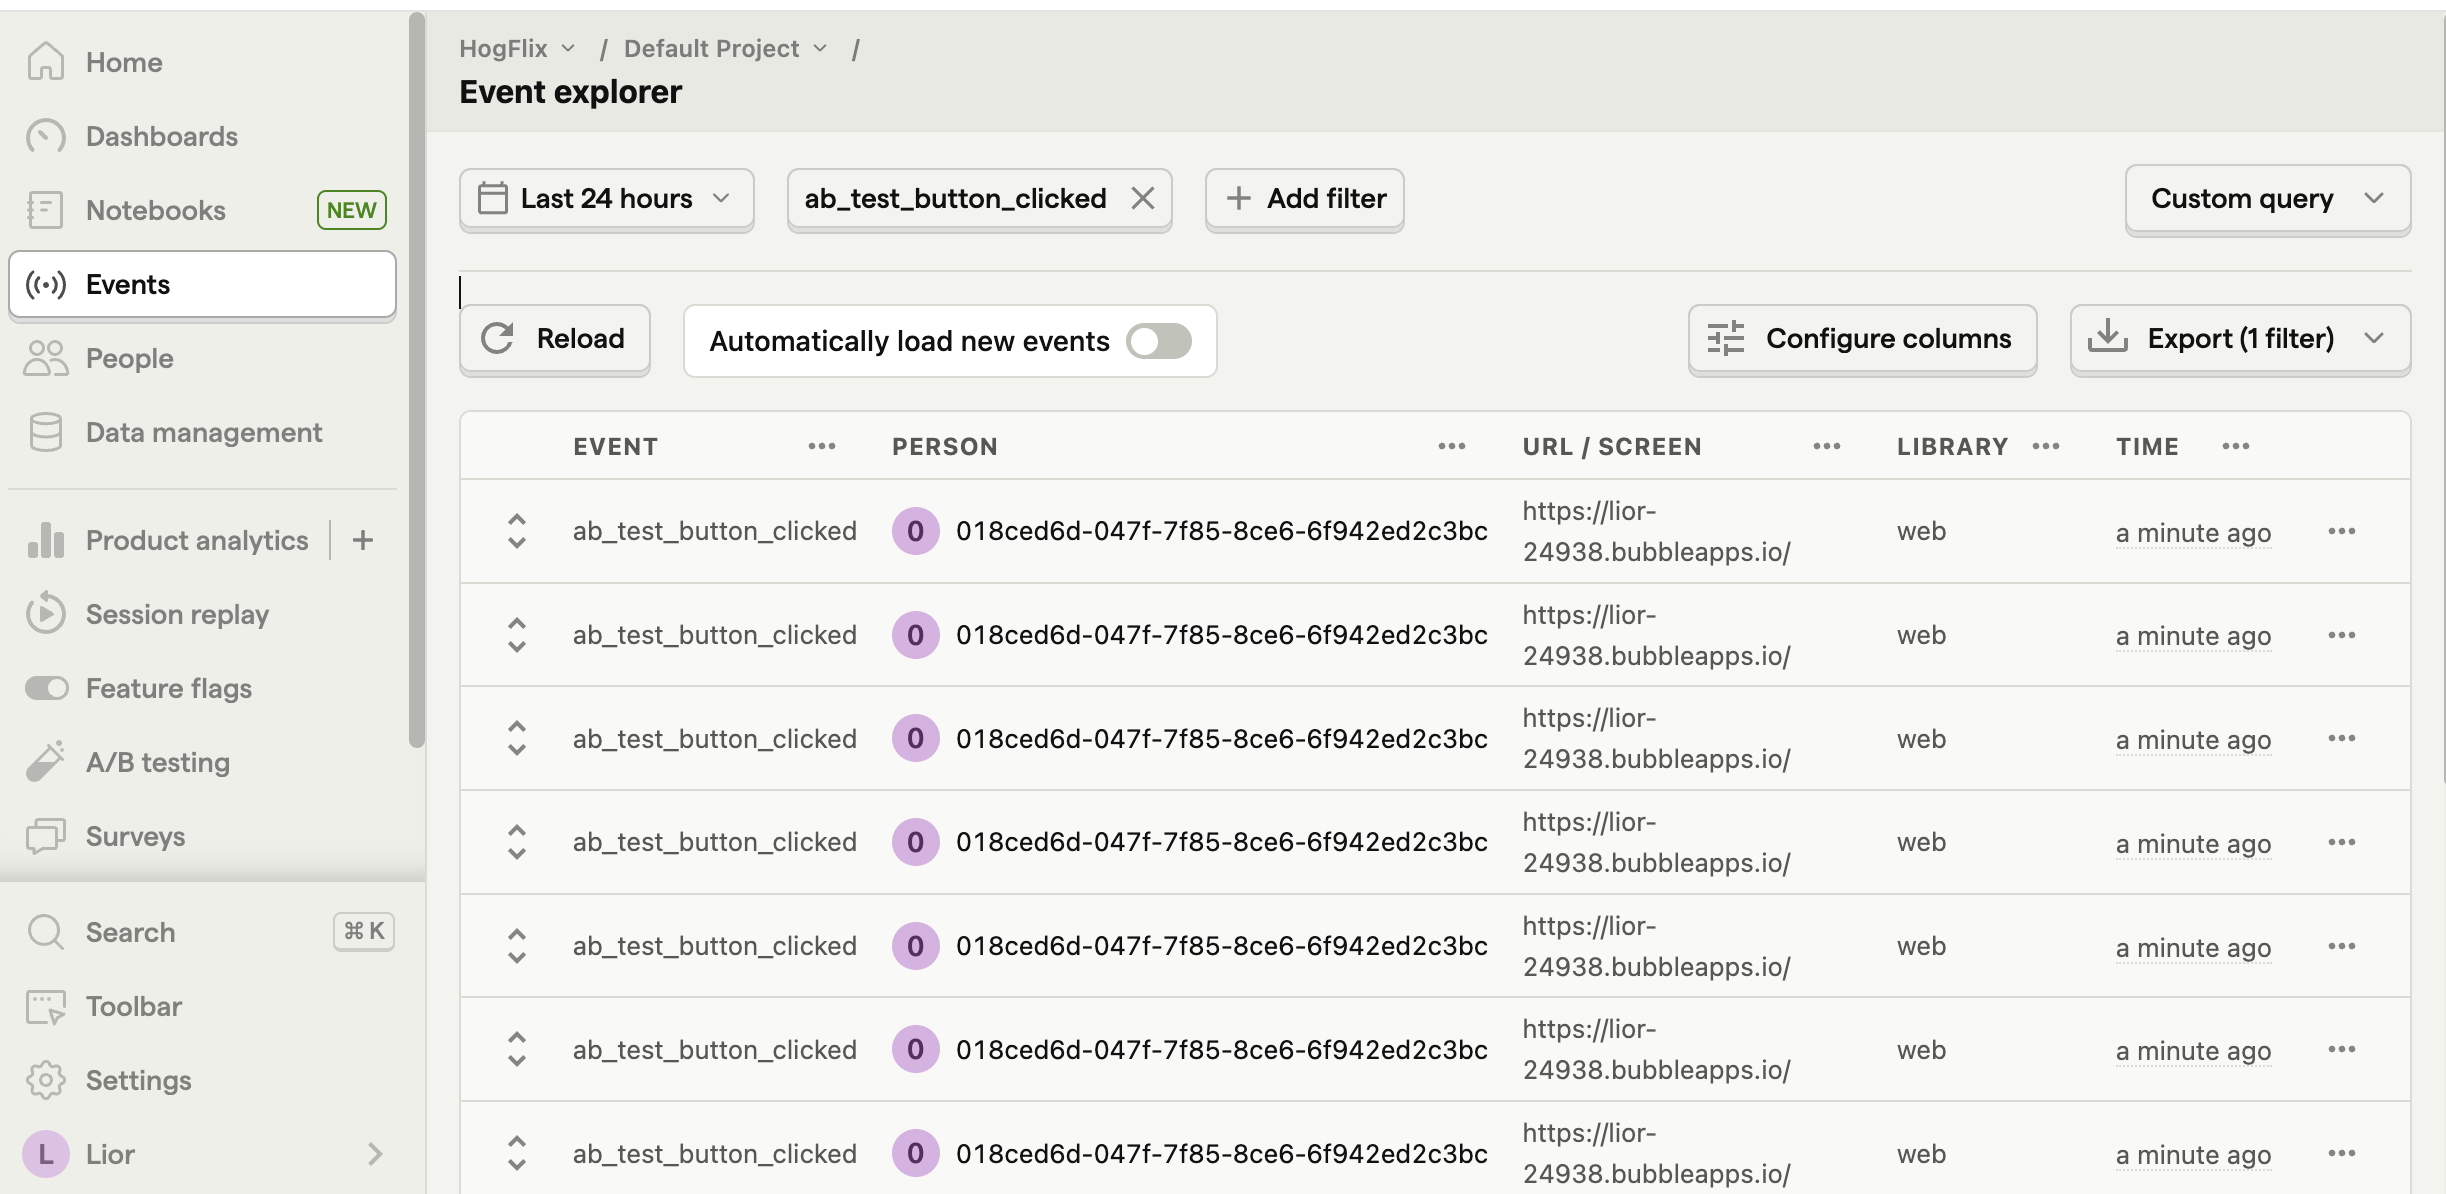 Home
Dashboards
Notebooks NEW
Events
People
Data management
Product analytics +
Session replay
Feature flags
A/B testing
Surveys
Search ⌘ K
Toolbar
Settings
L Lior
HogFlix / Default Project /
Event explorer
Last 24 hours ab_test_button_clicked + Add filter Custom query
Reload Automatically load new events Configure columns Export (1 filter)
EVENT ••• PERSON ••• URL / SCREEN ••• LIBRARY ••• TIME •••
ab_test_button_clicked 0 018ced6d-047f-7f85-8ce6-6f942ed2c3bc https://lior-
24938.bubbleapps.io/ web a minute ago •••
ab_test_button_clicked 0 018ced6d-047f-7f85-8ce6-6f942ed2c3bc https://lior-
24938.bubbleapps.io/ web a minute ago •••
ab_test_button_clicked 0 018ced6d-047f-7f85-8ce6-6f942ed2c3bc https://lior-
24938.bubbleapps.io/ web a minute ago •••
ab_test_button_clicked 0 018ced6d-047f-7f85-8ce6-6f942ed2c3bc https://lior-
24938.bubbleapps.io/ web a minute ago •••
ab_test_button_clicked 0 018ced6d-047f-7f85-8ce6-6f942ed2c3bc https://lior-
24938.bubbleapps.io/ web a minute ago •••
ab_test_button_clicked 0 018ced6d-047f-7f85-8ce6-6f942ed2c3bc https://lior-
24938.bubbleapps.io/ web a minute ago •••
ab_test_button_clicked 0 018ced6d-047f-7f85-8ce6-6f942ed2c3bc https://lior-
24938.bubbleapps.io/ web a minute ago •••